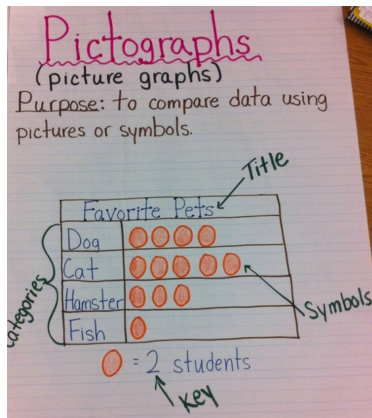 Pictographs
(picture graphs)
Purpose: to compare data using
pictures or symbols.
Title
Favorite Pets
Dog
Cat
Hamster
Fish
Categories
Symbols
= 2 students
Key